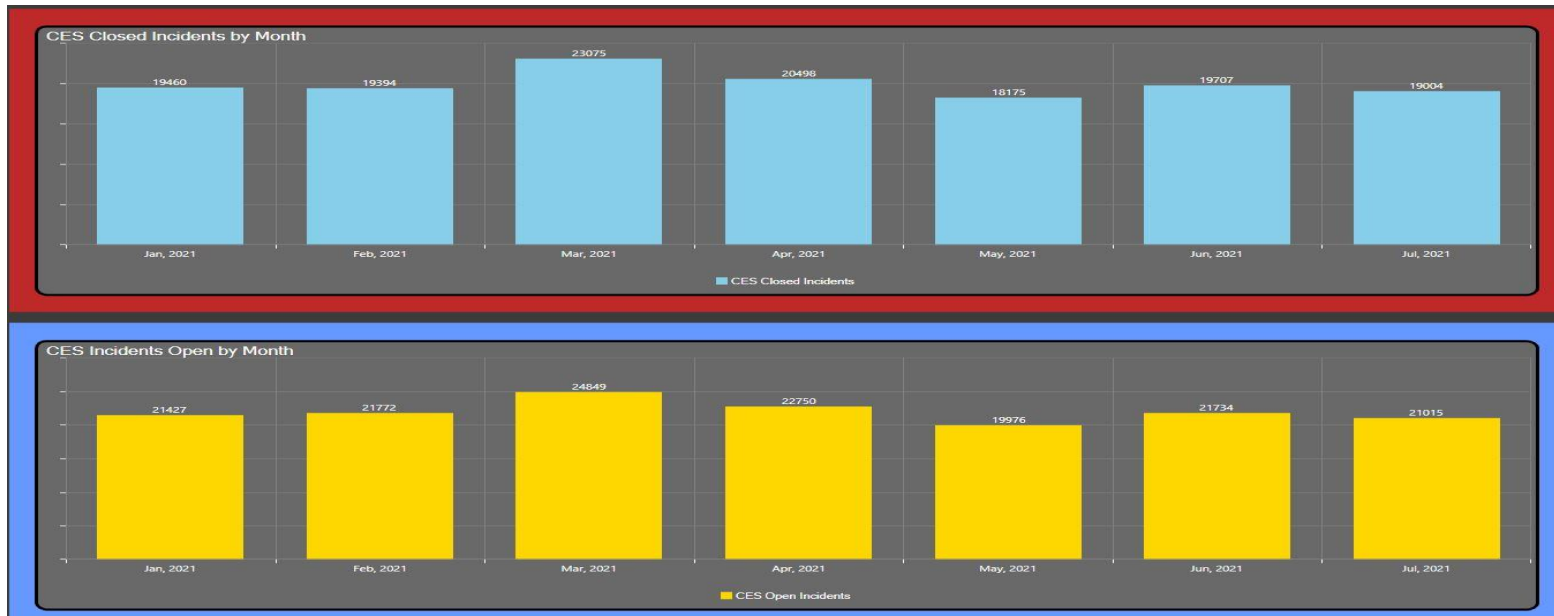 CES Closed Incidents by Month
23075
20498
19460
19394
19707
19004
18175
Jan, 2021 Feb, 2021 Mar, 2021 Apr, 2021 May, 2021 Jun, 2021 Jul, 2021
CES Closed Incidents
CES Incidents Open by Month
24849
22750
21427
21772
21734
21015
19976
Jan, 2021 Feb, 2021 Mar, 2021 Apr, 2021 May, 2021 Jun, 2021 Jul, 2021
CES Open Incidents